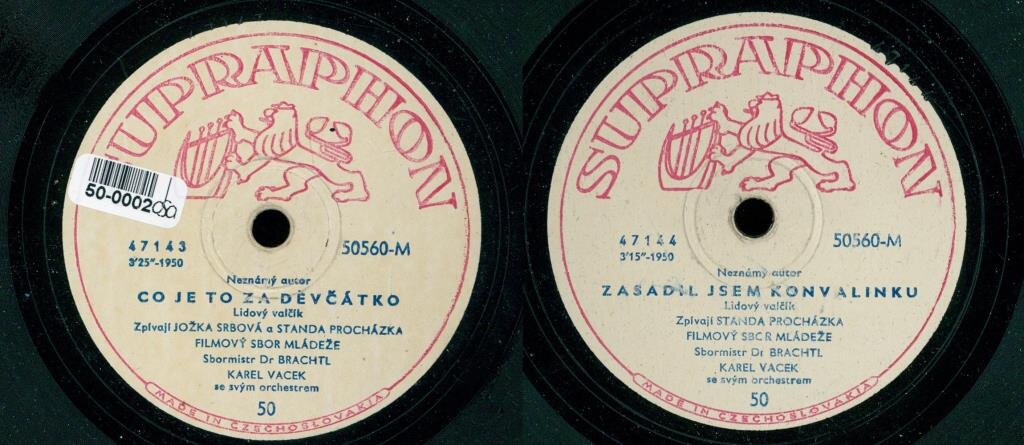 SUPRAPHON
50-0002
47143
3'25"-1950
50560-M
Neznámý autor
CO JE TO ZA DĚVČÁTKO
Lidový valčík
Zpívají JOŽKA SRBOVÁ a STANDA PROCHÁZKA
FILMOVÝ SBOR MLÁDEŽE
Sbormistr Dr BRACHTL
KAREL VACEK
se svým orchestrem
50
MADE IN CZECHOSLOVAKIA
SUPRAPHON
47144
3'15"-1950
50560-M
Neznámý autor
ZASADIL JSEM KONVALINKU
Lidový valčík
Zpívají STANDA PROCHÁZKA
FILMOVÝ SBOR MLÁDEŽE
Sbormistr Dr BRACHTL
KAREL VACEK
se svým orchestrem
50
MADE IN CZECHOSLOVAKIA